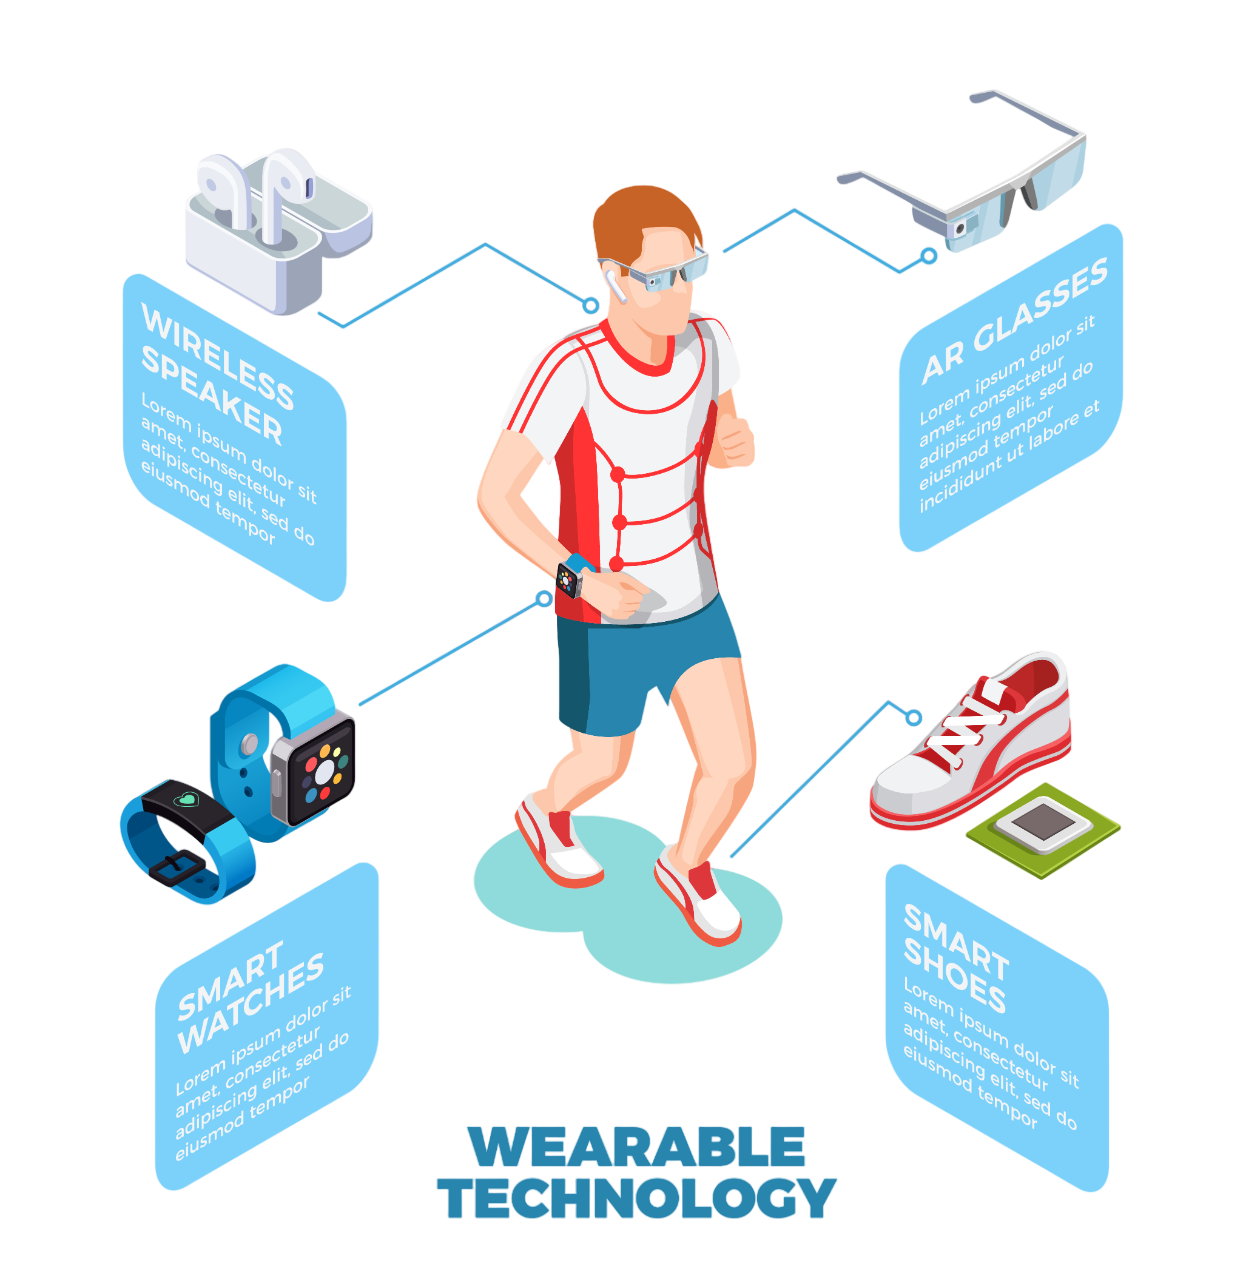 WIRELESS
SPEAKER
Lorem ipsum dolor sit
amet, consectetur
adipiscing elit, sed do
eiusmod tempor
AR GLASSES
Lorem ipsum dolor sit
amet, consectetur
adipiscing elit, sed do
eiusmod tempor
incididunt ut labore et
SMART
WATCHES
Lorem ipsum dolor sit
amet, consectetur
adipiscing elit, sed do
eiusmod tempor
SMART
SHOES
Lorem ipsum dolor sit
amet, consectetur
adipiscing elit, sed do
eiusmod tempor
WEARABLE
TECHNOLOGY